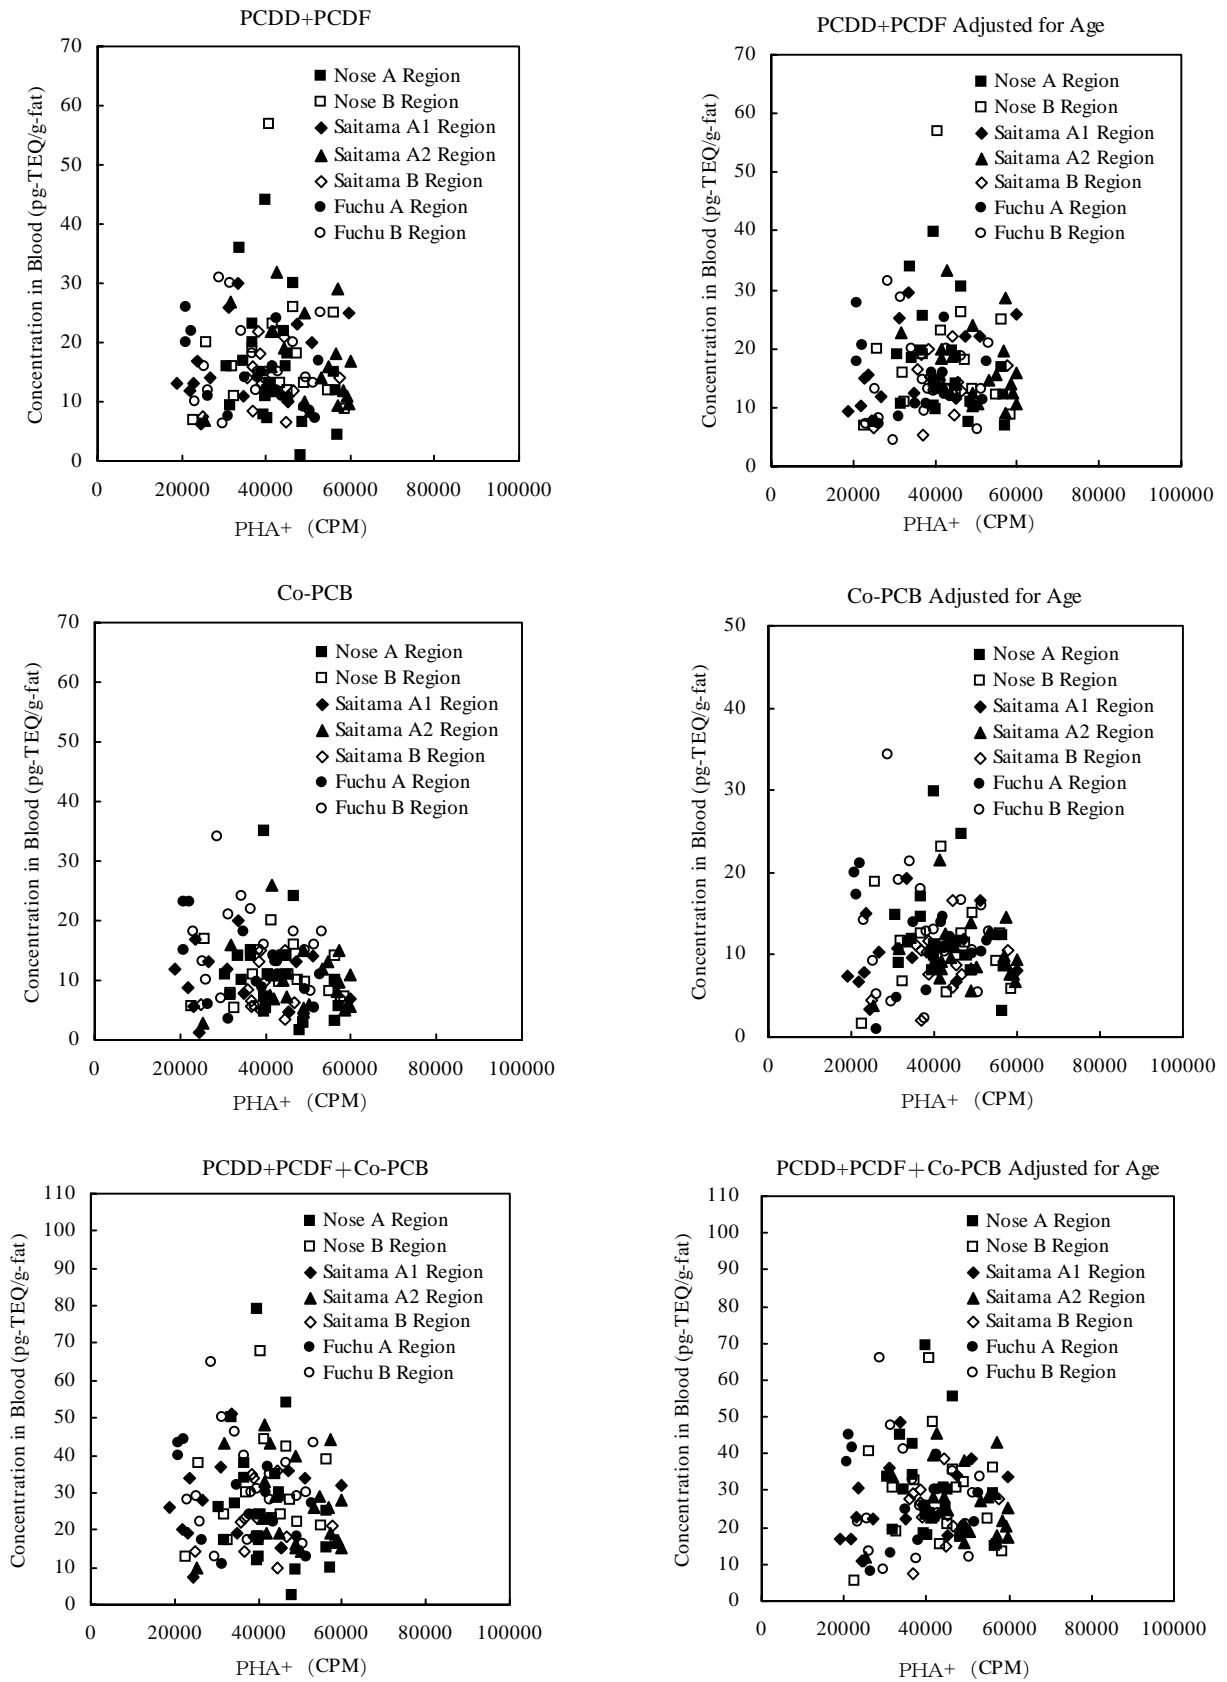 PCDD+PCDF
Concentration in Blood (pg-TEQ/g-fat)
70
60
50
40
30
20
10
0
Nose A Region
Nose B Region
Saitama A1 Region
Saitama A2 Region
Saitama B Region
Fuchu A Region
Fuchu B Region
0 20000 40000 60000 80000 100000
PHA+ (CPM)
PCDD+PCDF Adjusted for Age
Concentration in Blood (pg-TEQ/g-fat)
70
60
50
40
30
20
10
0
Nose A Region
Nose B Region
Saitama A1 Region
Saitama A2 Region
Saitama B Region
Fuchu A Region
Fuchu B Region
0 20000 40000 60000 80000 100000
PHA+ (CPM)
Co-PCB
Concentration in Blood (pg-TEQ/g-fat)
70
60
50
40
30
20
10
0
Nose A Region
Nose B Region
Saitama A1 Region
Saitama A2 Region
Saitama B Region
Fuchu A Region
Fuchu B Region
0 20000 40000 60000 80000 100000
PHA+ (CPM)
Co-PCB Adjusted for Age
Concentration in Blood (pg-TEQ/g-fat)
50
40
30
20
10
0
Nose A Region
Nose B Region
Saitama A1 Region
Saitama A2 Region
Saitama B Region
Fuchu A Region
Fuchu B Region
0 20000 40000 60000 80000 100000
PHA+ (CPM)
PCDD+PCDF+Co-PCB
Concentration in Blood (pg-TEQ/g-fat)
110
100
90
80
70
60
50
40
30
20
10
0
Nose A Region
Nose B Region
Saitama A1 Region
Saitama A2 Region
Saitama B Region
Fuchu A Region
Fuchu B Region
0 20000 40000 60000 80000 100000
PHA+ (CPM)
PCDD+PCDF+Co-PCB Adjusted for Age
Concentration in Blood (pg-TEQ/g-fat)
110
100
90
80
70
60
50
40
30
20
10
0
Nose A Region
Nose B Region
Saitama A1 Region
Saitama A2 Region
Saitama B Region
Fuchu A Region
Fuchu B Region
0 20000 40000 60000 80000 100000
PHA+ (CPM)